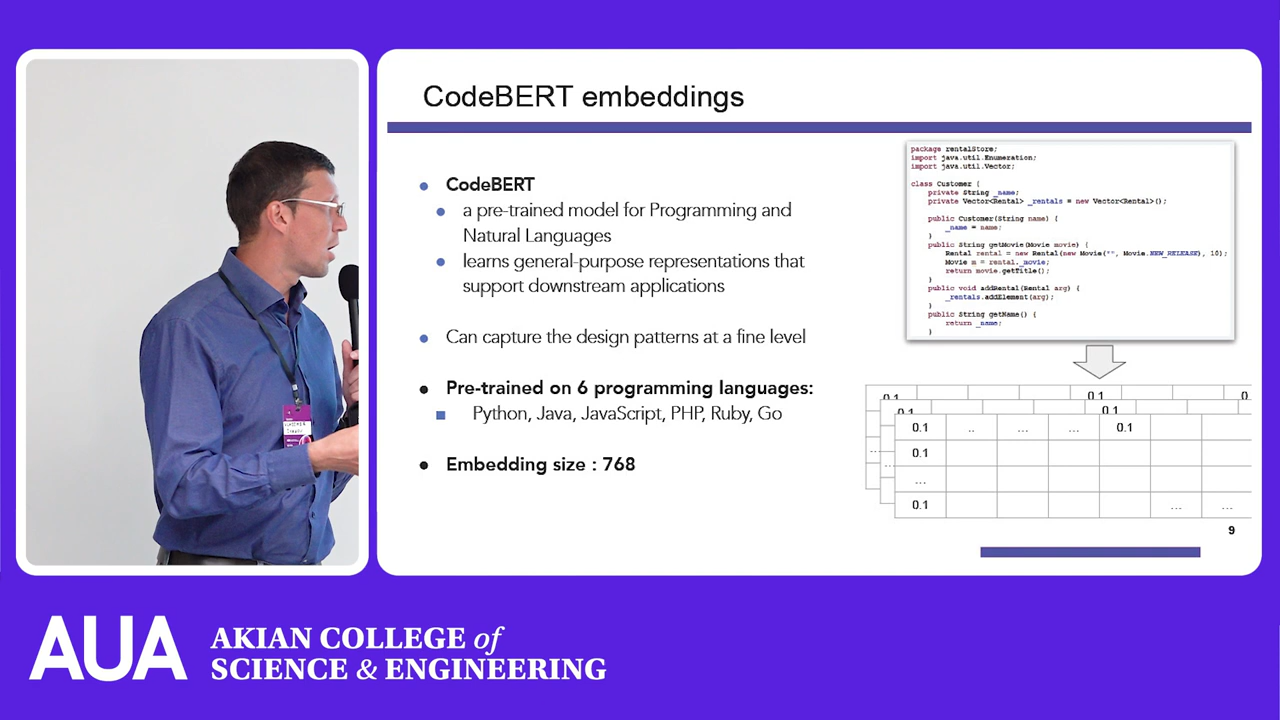 CodeBERT embeddings
CodeBERT
a pre-trained model for Programming and
Natural Languages
learns general-purpose representations that
support downstream applications
Can capture the design patterns at a fine level
Pre-trained on 6 programming languages:
Python, Java, JavaScript, PHP, Ruby, Go
Embedding size : 768
package rentalStore;
import java.util.Enumeration;
import java.util.Vector;
class Customer {
private String _name;
private Vector<Rental> _rentals = new Vector<Rental>();
public Customer(String name) {
_name = name;
}
public String getMovie(Movie movie) {
Rental rental = new Rental(new Movie("", Movie.NEW_RELEASE), 10);
Movie m = rental._movie;
return movie.getTitle();
}
public void addRental(Rental arg) {
_rentals.addElement(arg);
}
public String getName() {
return _name;
}
0.1 0.1 0.
0.1 0.1
0.1 .. ... ... 0.1
0.1
...
0.1 ... ...
9
AUA AKIAN COLLEGE of
SCIENCE & ENGINEERING